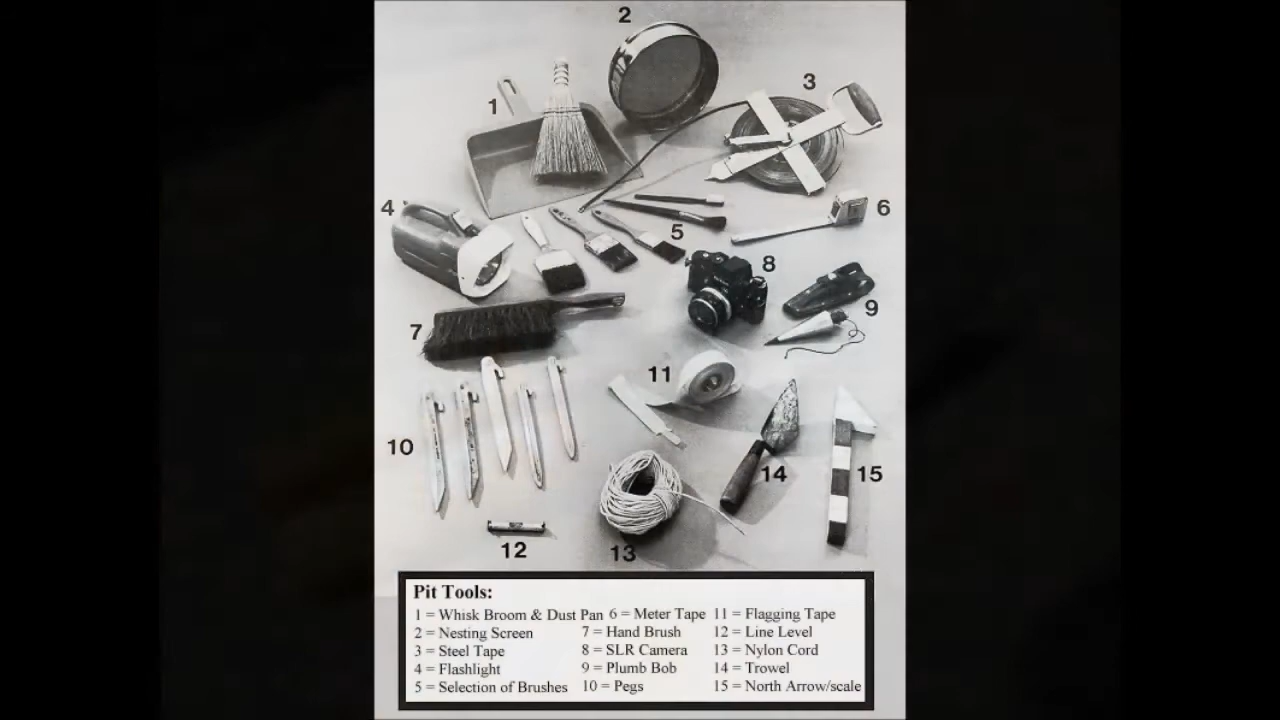 2
3
1
4
6
5
8
9
7
11
10
14
15
12
13
Pit Tools:
1 = Whisk Broom & Dust Pan 6 = Meter Tape 11 = Flagging Tape
2 = Nesting Screen 7 = Hand Brush 12 = Line Level
3 = Steel Tape 8 = SLR Camera 13 = Nylon Cord
4 = Flashlight 9 = Plumb Bob 14 = Trowel
5 = Selection of Brushes 10 = Pegs 15 = North Arrow/scale